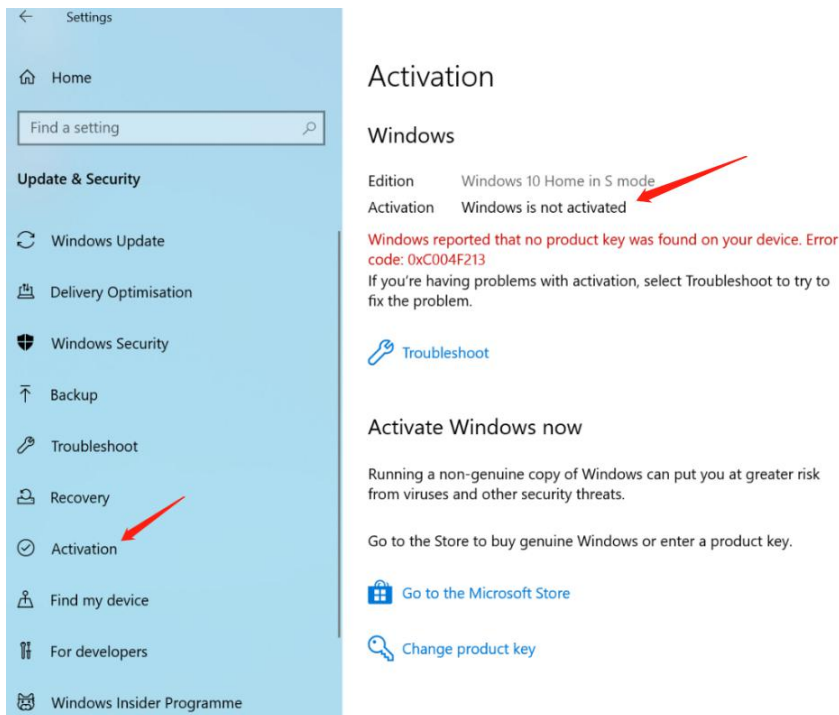 Settings
Home
Find a setting
Update & Security
Windows Update
Delivery Optimisation
Windows Security
Backup
Troubleshoot
Recovery
Activation
Find my device
For developers
Windows Insider Programme
Activation
Windows
Edition Windows 10 Home in S mode
Activation Windows is not activated
Windows reported that no product key was found on your device. Error
code: 0xC004F213
If you're having problems with activation, select Troubleshoot to try to
fix the problem.
Troubleshoot
Activate Windows now
Running a non-genuine copy of Windows can put you at greater risk
from viruses and other security threats.
Go to the Store to buy genuine Windows or enter a product key.
Go to the Microsoft Store
Change product key